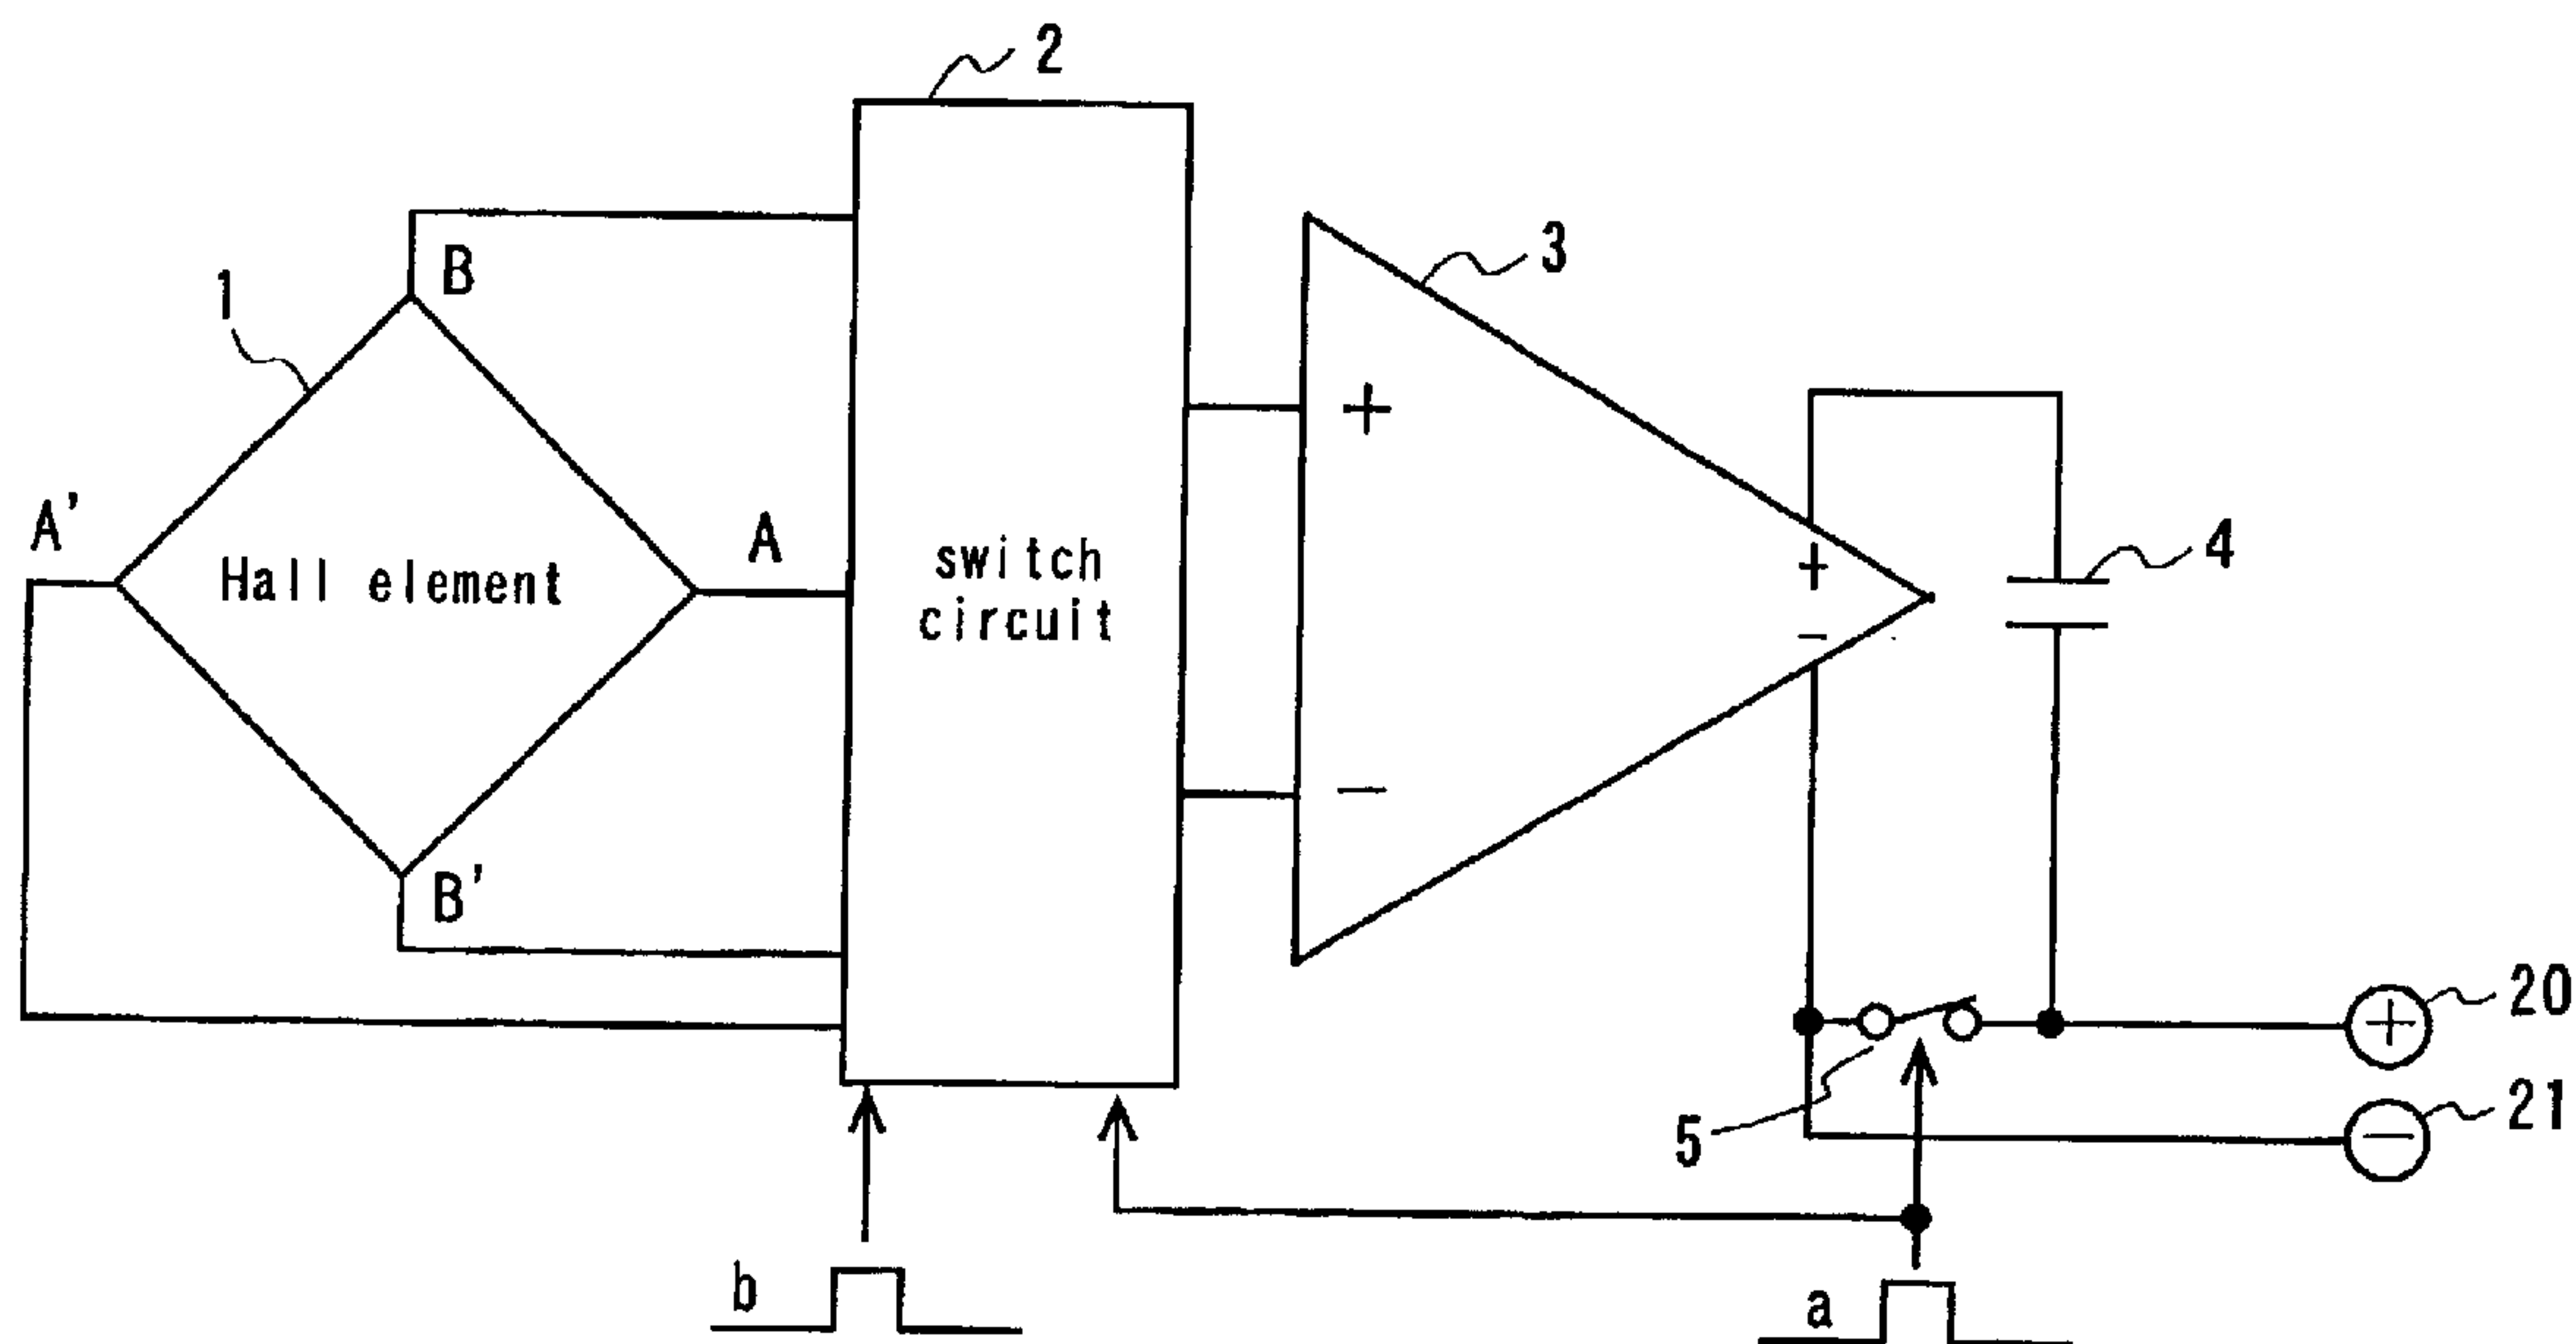 2
B
1
3
+
A'
A
Hall element
switch
circuit
+
−
4
−
B'
20
+
5
21
−
b
a